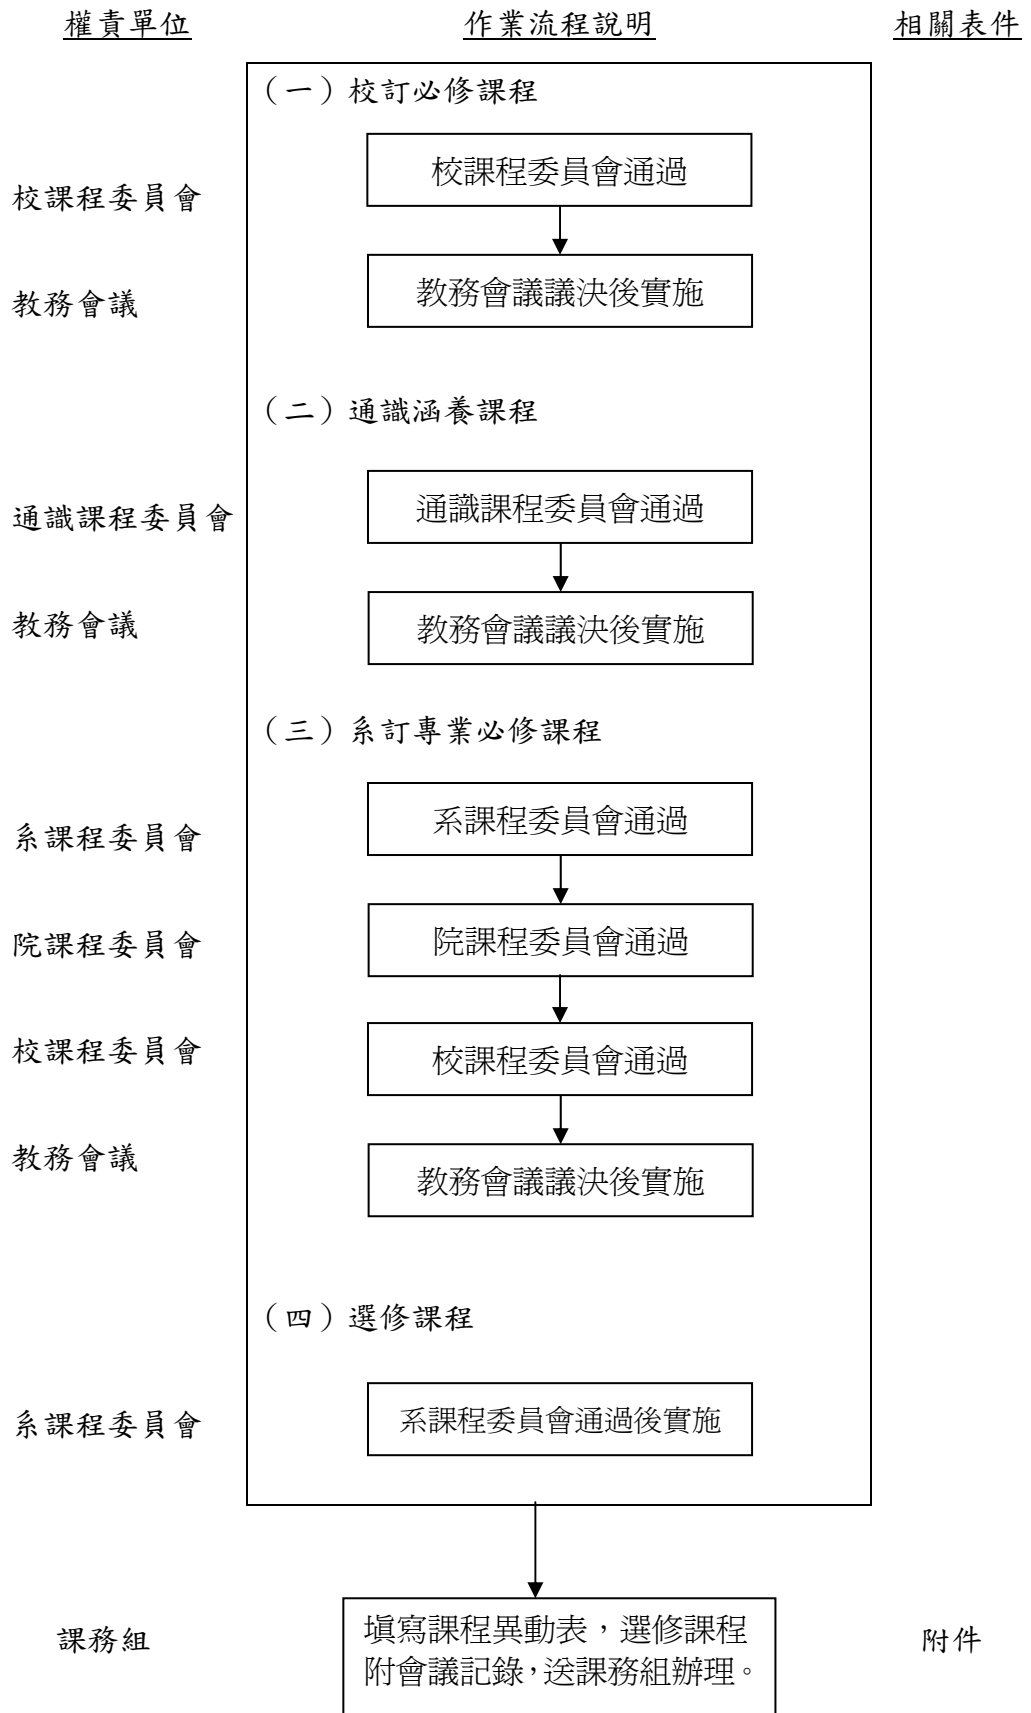 權責單位 作業流程說明 相關表件
（一）校訂必修課程
校課程委員會通過
校課程委員會
教務會議議決後實施
教務會議
（二）通識涵養課程
通識課程委員會通過
通識課程委員會
教務會議議決後實施
教務會議
（三）系訂專業必修課程
系課程委員會通過
系課程委員會
院課程委員會通過
院課程委員會
校課程委員會通過
校課程委員會
教務會議議決後實施
教務會議
（四）選修課程
系課程委員會通過後實施
系課程委員會
填寫課程異動表，選修課程
附會議記錄，送課務組辦理。
課務組
附件